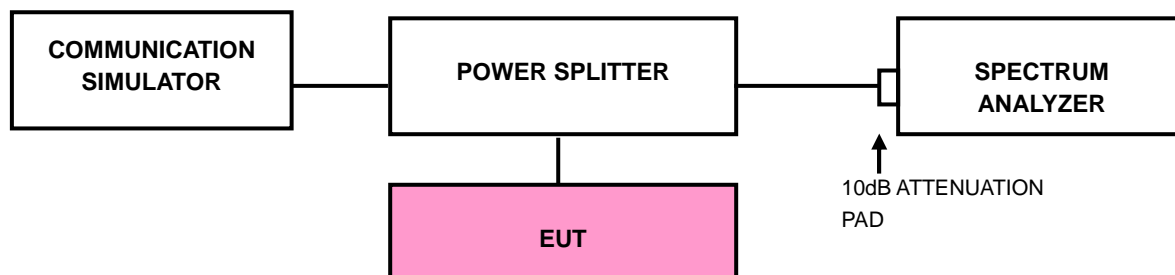 COMMUNICATION
SIMULATOR
POWER SPLITTER
SPECTRUM
ANALYZER
10dB ATTENUATION
PAD
EUT